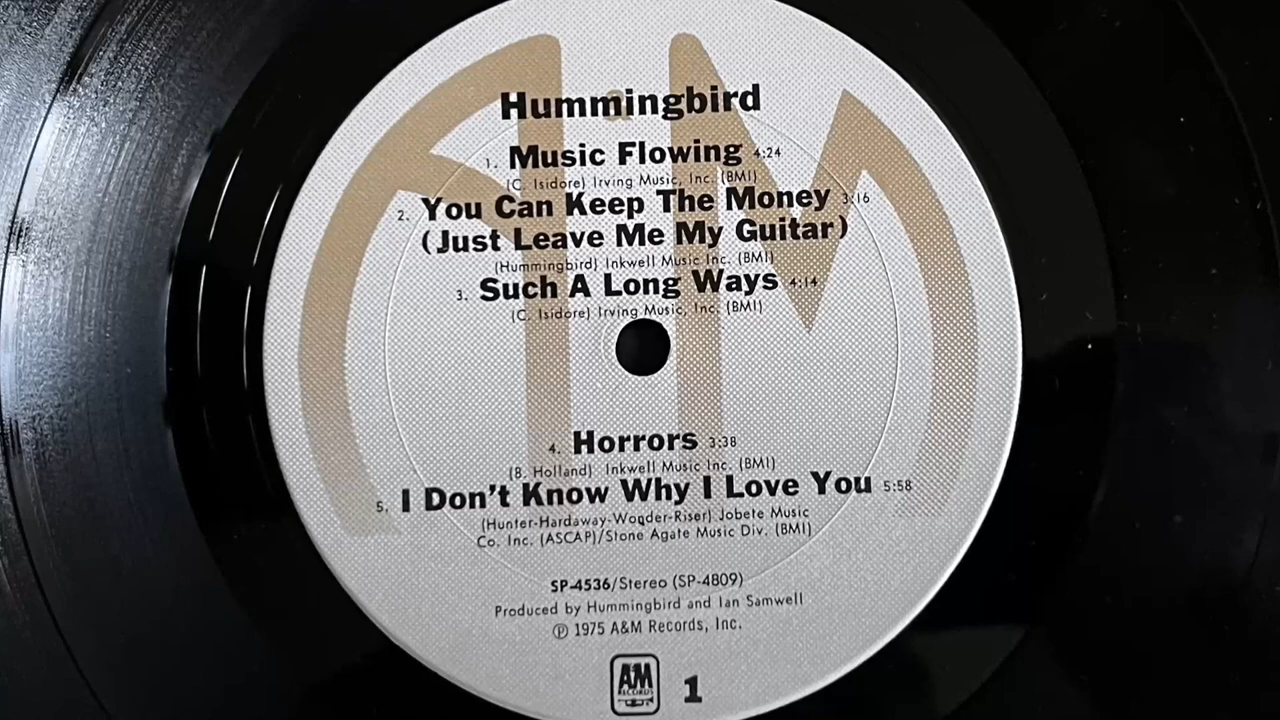 Hummingbird
1. Music Flowing 4:24
(C. Isidore) Irving Music, Inc. (BMI)
2. You Can Keep The Money 3:16
(Just Leave Me My Guitar)
(Hummingbird) Inkwell Music Inc. (BMI)
3. Such A Long Ways 4:14
(C. Isidore) Irving Music, Inc. (BMI)
4. Horrors 3:38
(B. Holland) Inkwell Music Inc. (BMI)
5. I Don't Know Why I Love You 5:58
(Hunter-Hardaway-Wonder-Riser) Jobete Music
Co. Inc. (ASCAP)/Stone Agate Music Div. (BMI)
SP-4536/Stereo (SP-4809)
Produced by Hummingbird and Ian Samwell
℗ 1975 A&M Records, Inc.
A&M
RECORDS
1